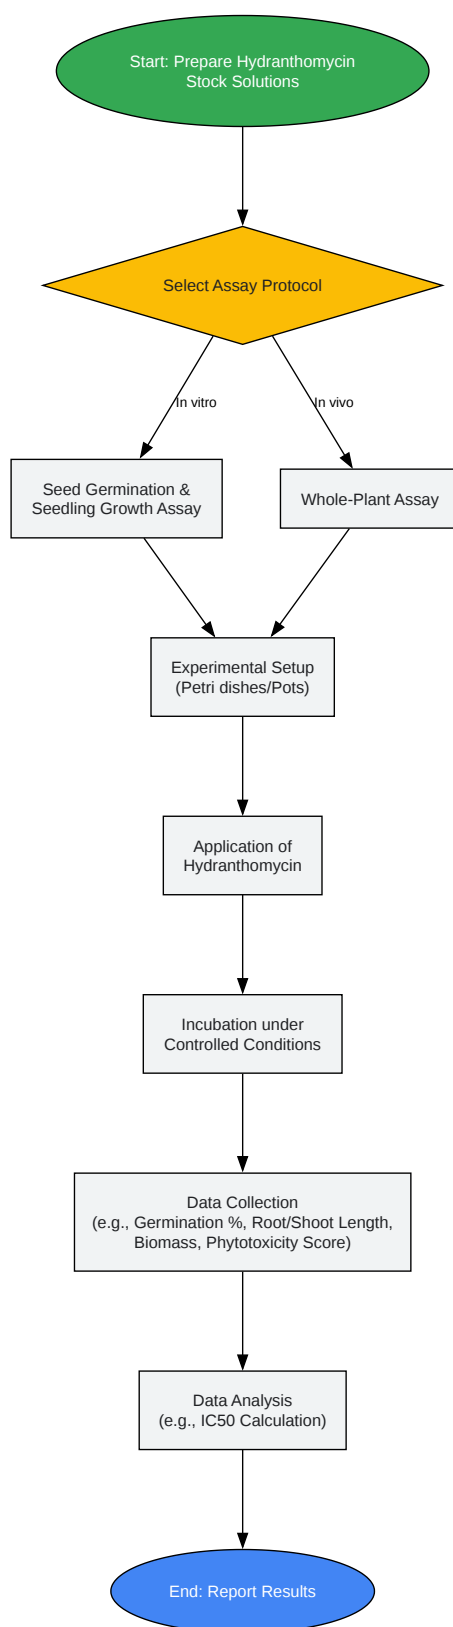 Start: Prepare Hydranthomycin
Stock Solutions
Select Assay Protocol
In vitro
In vivo
Seed Germination &
Seedling Growth Assay
Whole-Plant Assay
Experimental Setup
(Petri dishes/Pots)
Application of
Hydranthomycin
Incubation under
Controlled Conditions
Data Collection
(e.g., Germination %, Root/Shoot Length,
Biomass, Phytotoxicity Score)
Data Analysis
(e.g., IC50 Calculation)
End: Report Results